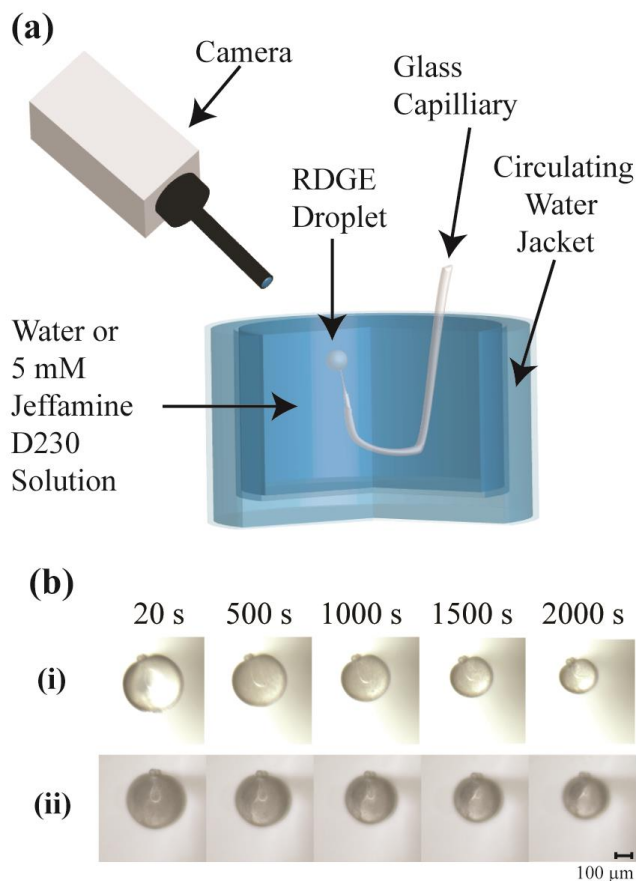 (a)
Camera
Glass
Capilliary
RDGE
Droplet
Circulating
Water
Jacket
Water or
5 mM
Jeffamine
D230
Solution
(b)
20 s 500 s 1000 s 1500 s 2000 s
(i)
(ii)
100 μm